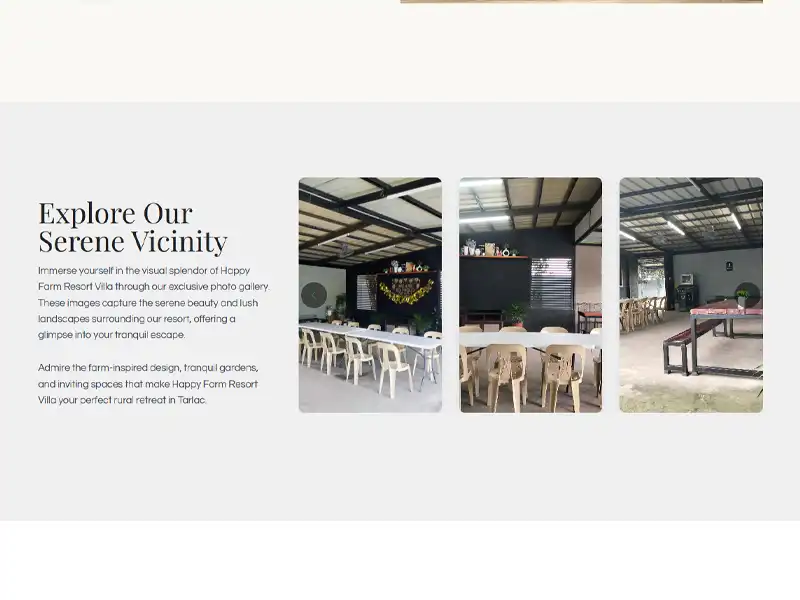 Explore Our
Serene Vicinity
Immerse yourself in the visual splendor of Happy
Farm Resort Villa through our exclusive photo gallery.
These images capture the serene beauty and lush
landscapes surrounding our resort, offering a
glimpse into your tranquil escape.
Admire the farm-inspired design, tranquil gardens,
and inviting spaces that make Happy Farm Resort
Villa your perfect rural retreat in Tarlac.